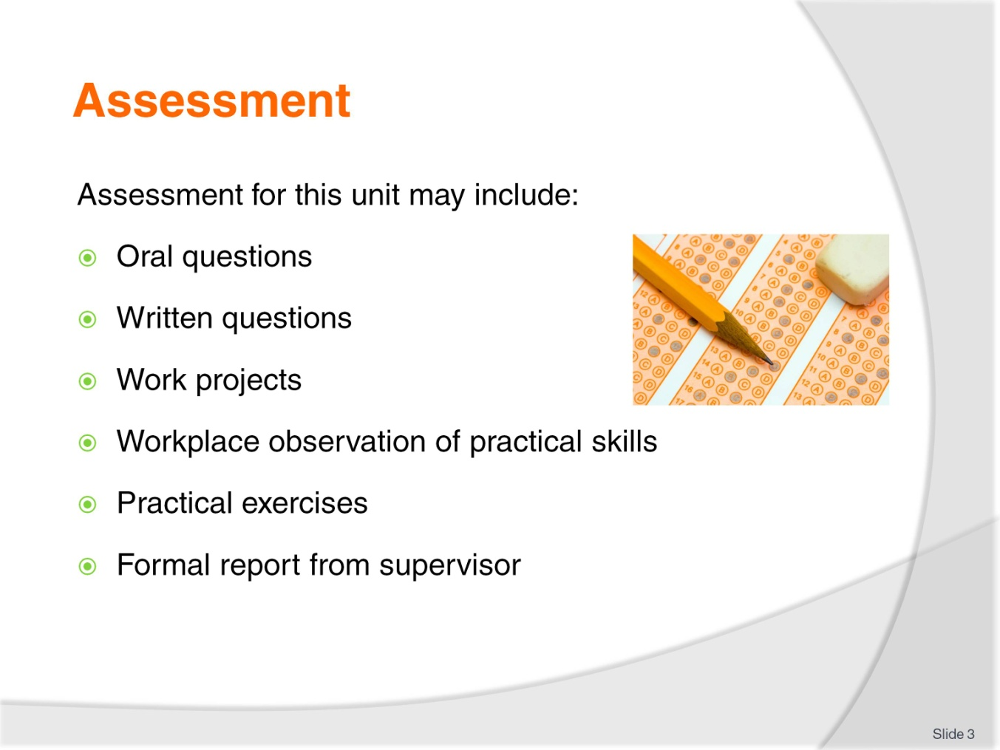 Assessment
Assessment for this unit may include:
Oral questions
Written questions
Work projects
Workplace observation of practical skills
Practical exercises
Formal report from supervisor
Slide 3